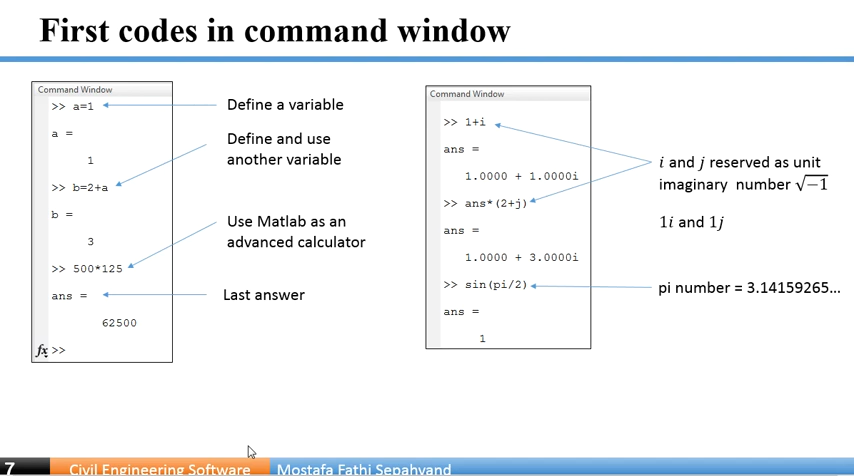 First codes in command window
Command Window
>> a=1
a =
1
>> b=2+a
b =
3
>> 500*125
ans =
62500
fx >>
Define a variable
Define and use
another variable
Use Matlab as an
advanced calculator
Last answer
Command Window
>> 1+i
ans =
1.0000 + 1.0000i
>> ans*(2+j)
ans =
1.0000 + 3.0000i
>> sin(pi/2)
ans =
1
i and j reserved as unit
imaginary number √−1
1i and 1j
pi number = 3.14159265...
7
Civil Engineering Software
Mostafa Fathi Sepahvand